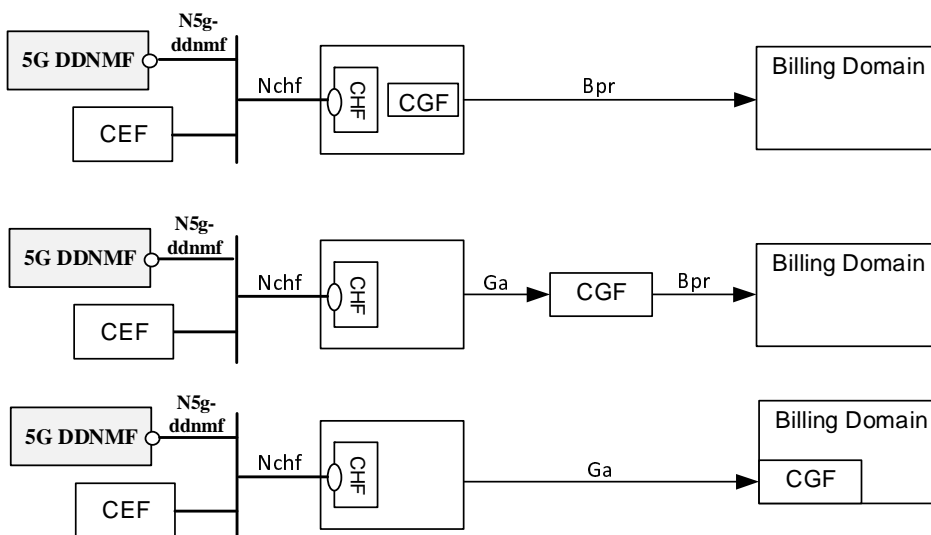 N5g-
ddnmf
5G DDNMF
Nchf
CEF
CHF
CGF
Bpr
Billing Domain
N5g-
ddnmf
5G DDNMF
Nchf
CEF
CHF
Ga
CGF
Bpr
Billing Domain
N5g-
ddnmf
5G DDNMF
Nchf
CEF
CHF
Ga
Billing Domain
CGF